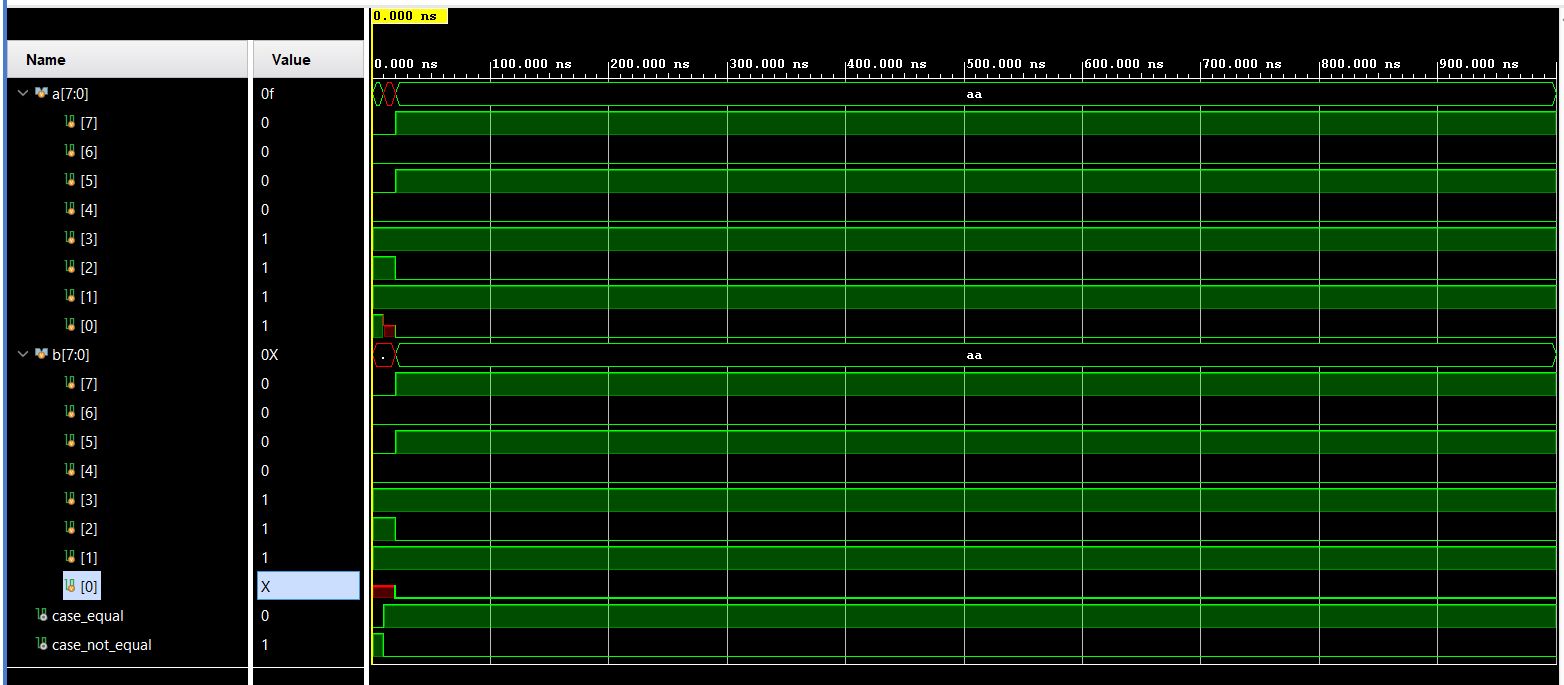 0.000 ns
Name Value
0.000 ns 100.000 ns 200.000 ns 300.000 ns 400.000 ns 500.000 ns 600.000 ns 700.000 ns 800.000 ns 900.000 ns
a[7:0] 0f aa
[7] 0
[6] 0
[5] 0
[4] 0
[3] 1
[2] 1
[1] 1
[0] 1
b[7:0] 0X . aa
[7] 0
[6] 0
[5] 0
[4] 0
[3] 1
[2] 1
[1] 1
[0] X
case_equal 0
case_not_equal 1